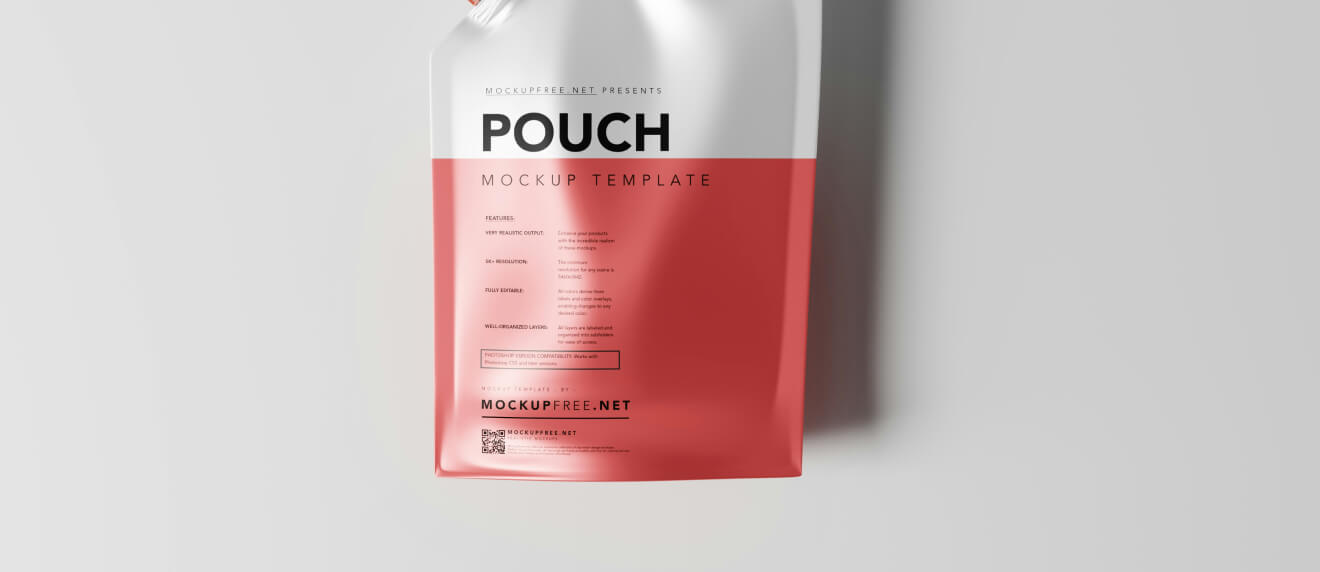 MOCKUPFREE.NET PRESENTS
POUCH
MOCKUP TEMPLATE
FEATURES:
VERY REALISTIC OUTPUT: Enhance your products
with the incredible realism
of these mockups.
5K+ RESOLUTION: The minimum
resolution for any scene is
FULLY EDITABLE: All colors derive from
labels and color overlays,
enabling changes to any
desired color.
WELL-ORGANIZED LAYERS: All layers are labeled and
organized into subfolders
for ease of access.
PHOTOSHOP VERSION COMPATIBILITY: Works with
Photoshop CS5 and later versions.
MOCKUP TEMPLATE - BY -
MOCKUPFREE.NET
MOCKUPFREE.NET
REALISTIC MOCKUPS